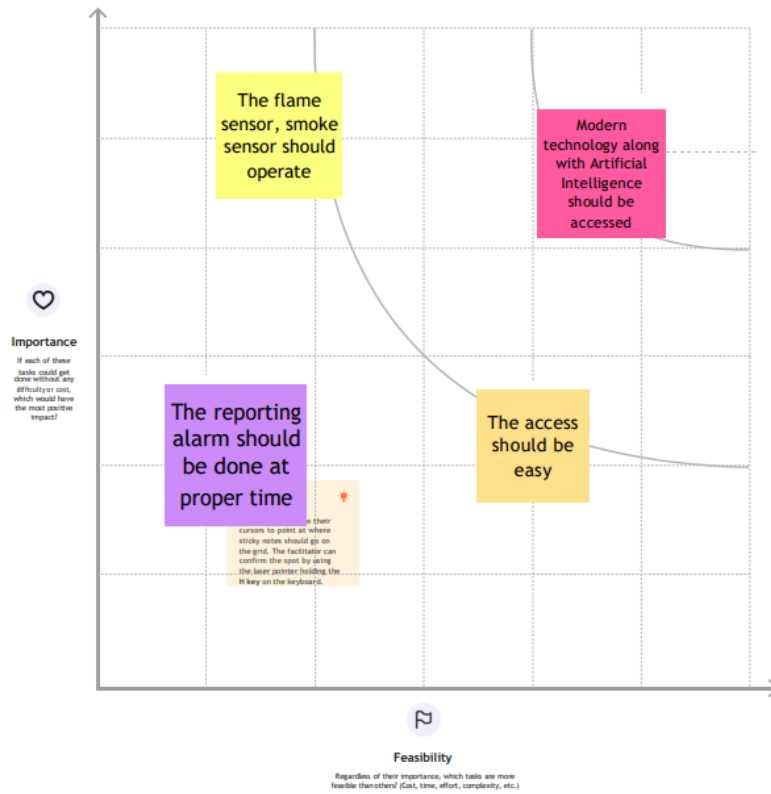 The flame
sensor, smoke
sensor should
operate
Modern
technology along
with Artificial
Intelligence
should be
accessed
Importance
If each of these
tasks could get
done without any
difficulty or cost,
which would have
the most positive
impact?
The reporting
alarm should
be done at
proper time
The access
should be
easy
their
cursors to point at where
sticky notes should go on
the grid. The facilitator can
confirm the spot by using
the laser pointer holding the
H key on the keyboard.
Feasibility
Regardless of their importance, which tasks are more
feasible than others? (Cost, time, effort, complexity, etc.)